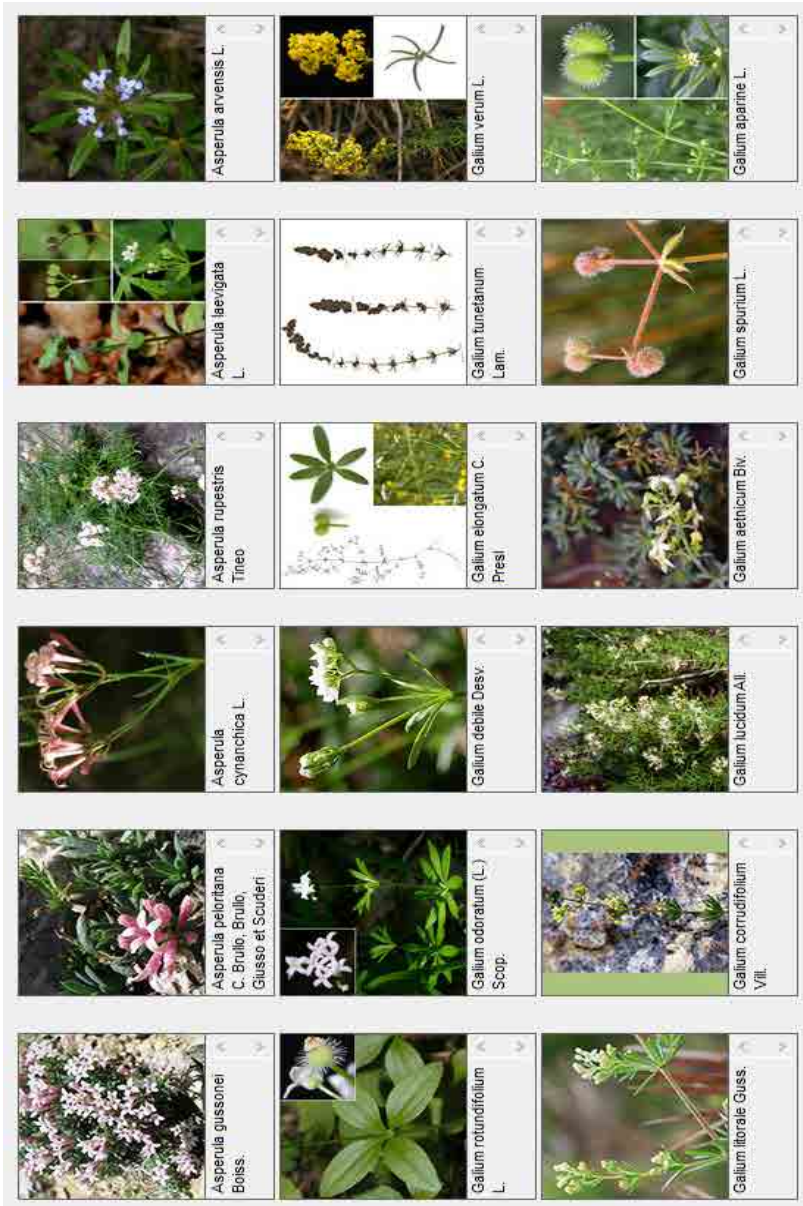 Asperula gussonei
Boiss.
Asperula peloritana
C. Brullo, Brullo,
Giusso et Scuderi
Asperula
cynanchica L.
Asperula rupestris
Tineo
Asperula laevigata
L.
Asperula arvensis L.
Galium rotundifolium
L.
Galium odoratum (L.)
Scop.
Galium debile Desv.
Galium elongatum C.
Presl
Galium tunetanum
Lam.
Galium verum L.
Galium litorale Guss.
Galium corrudifolium
Vill.
Galium lucidum All.
Galium aetnicum Biv.
Galium spurium L.
Galium aparine L.